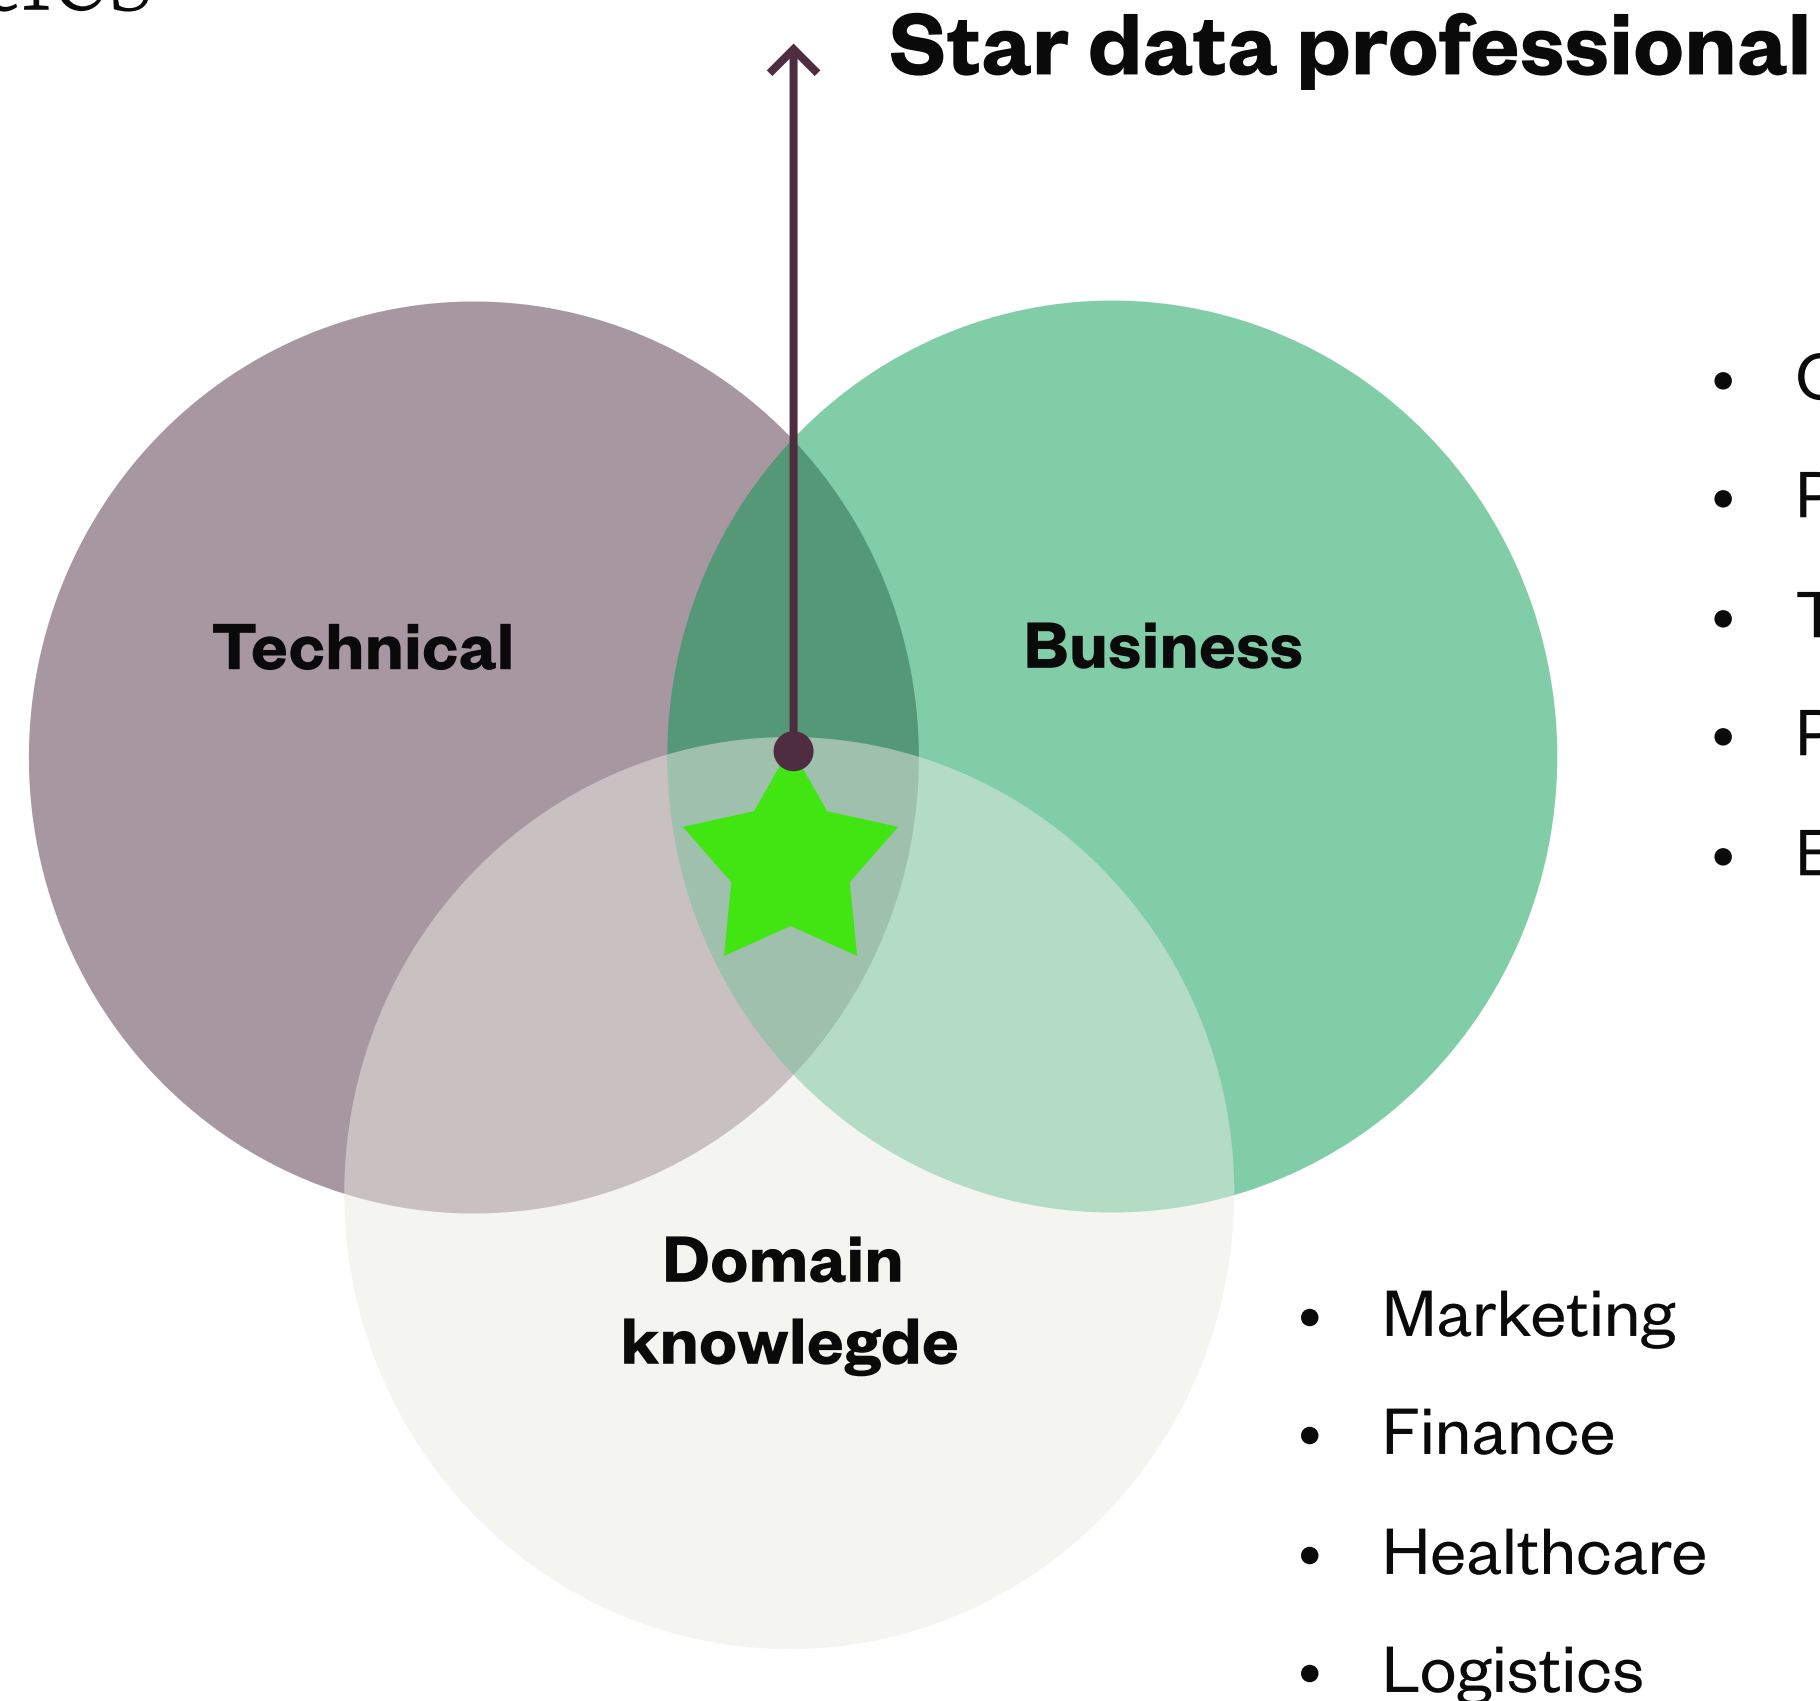 Star data professional
Technical
Business
Domain
knowlegde
• Marketing
• Finance
• Healthcare
• Logistics